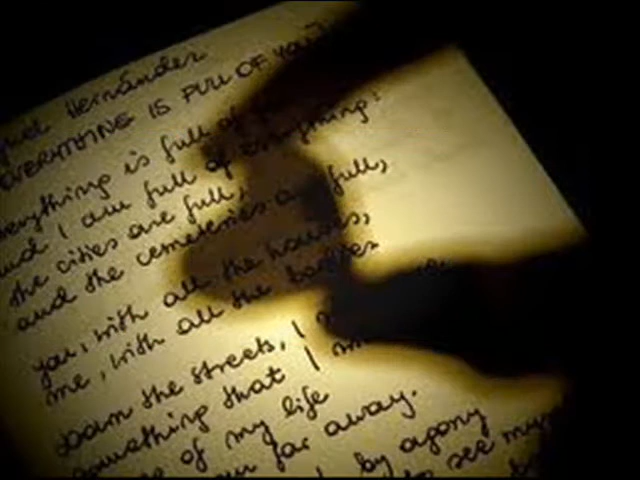 Hernández
EVERYTHING IS FULL OF YOU
everything is full of
and I am full of everything:
the cities are full,
and the cemeteries are full,
you, with all the houses,
me, with all the bodies
Down the streets, I
something that I
of my life
far away.
by agony
see